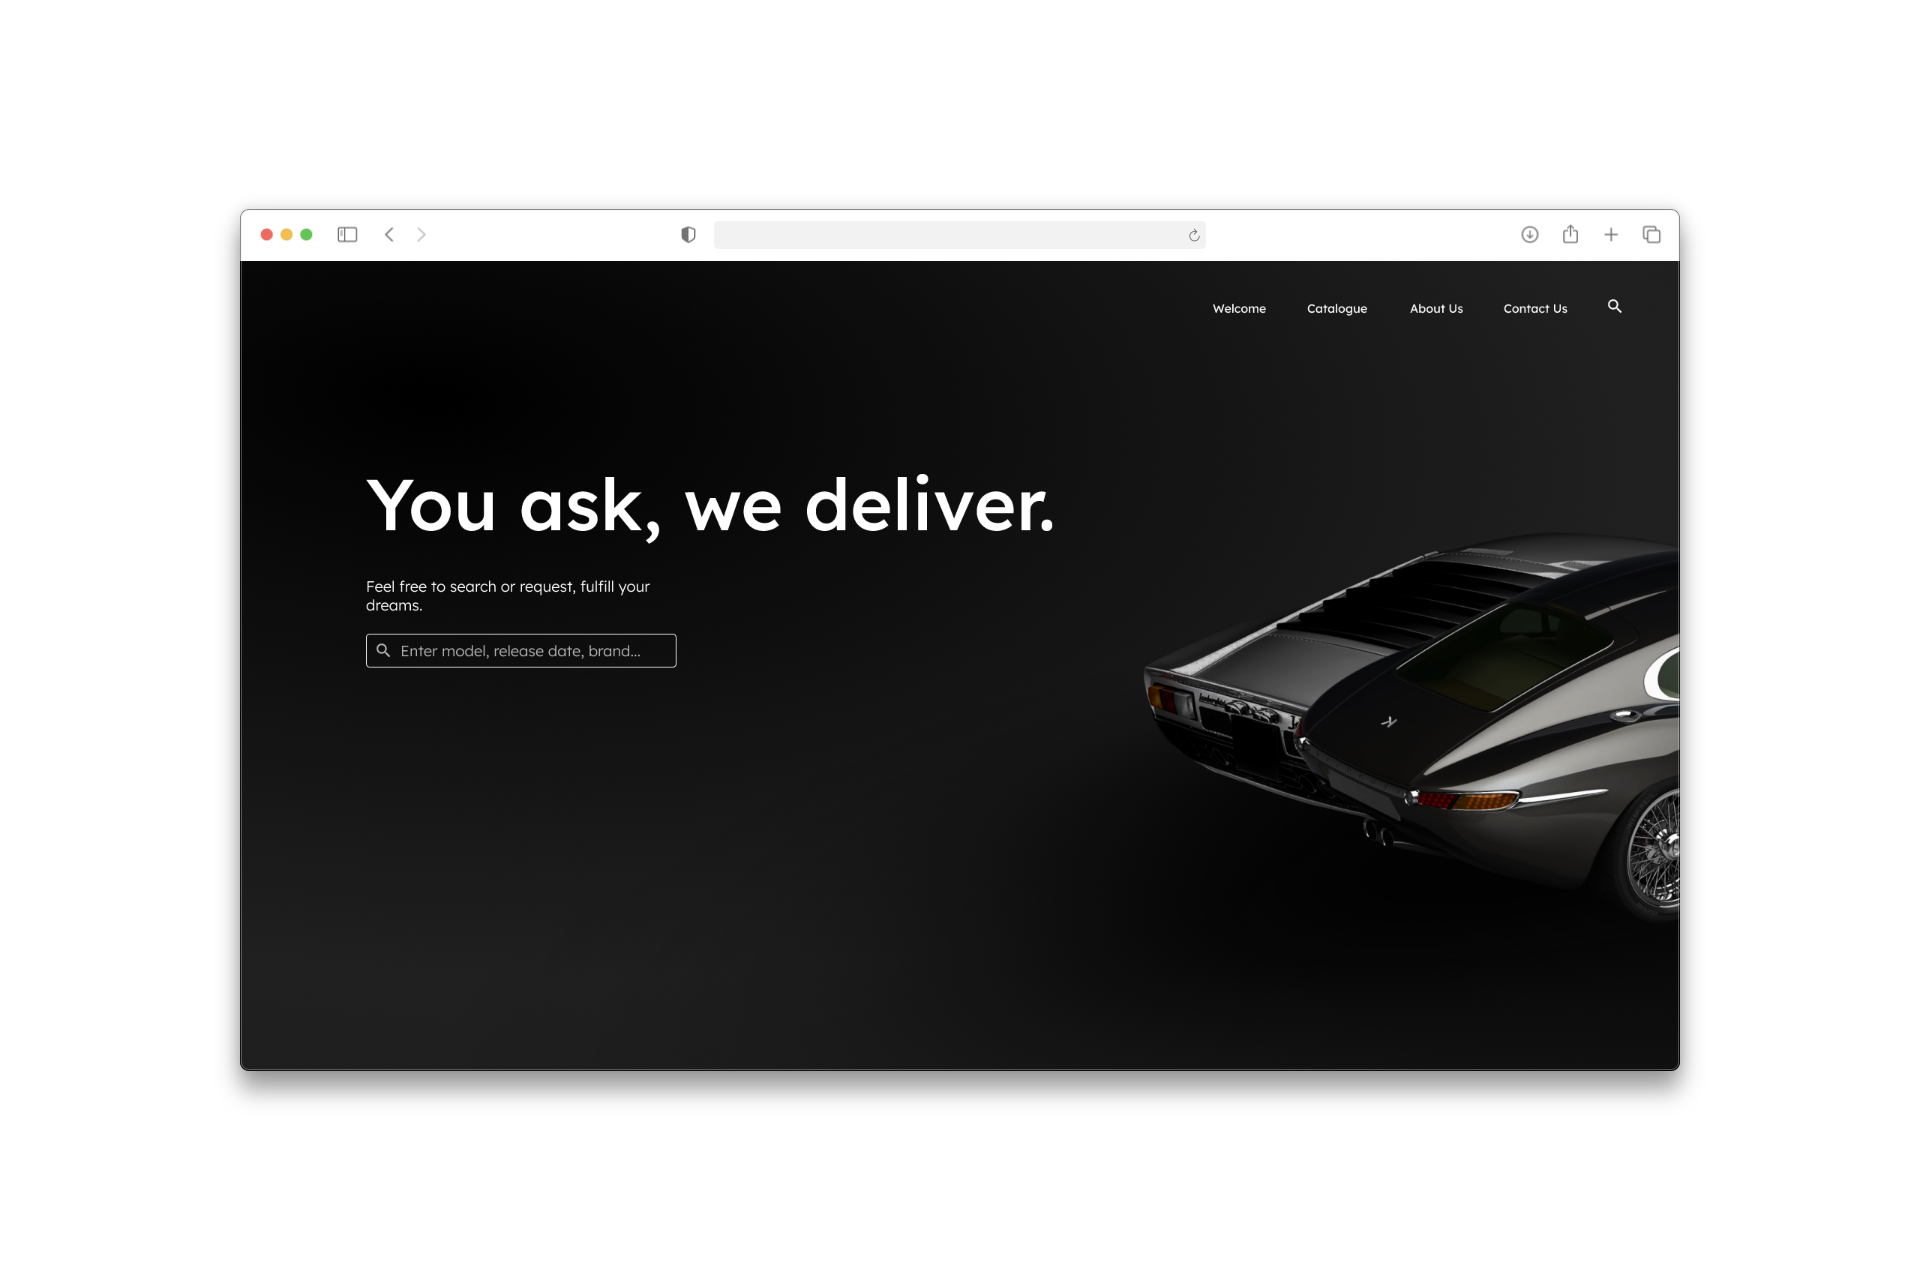 Welcome Catalogue About Us Contact Us
You ask, we deliver.
Feel free to search or request, fulfill your
dreams.
Enter model, release date, brand...